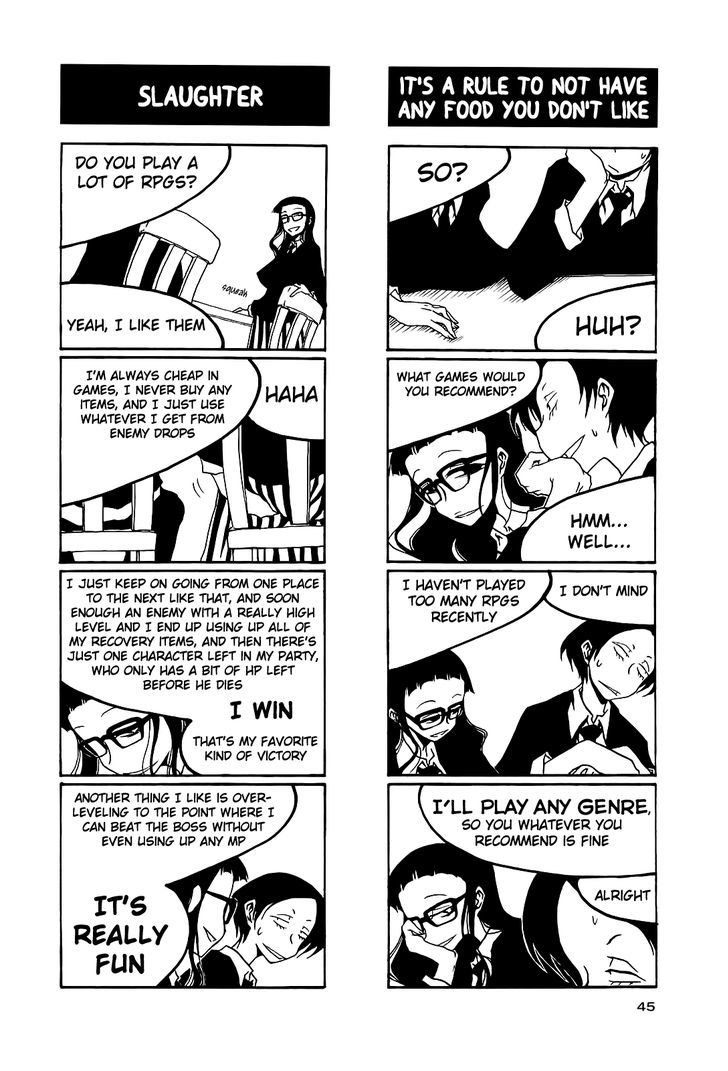 IT'S A RULE TO NOT HAVE
ANY FOOD YOU DON'T LIKE
SO?
HUH?
WHAT GAMES WOULD
YOU RECOMMEND?
HMM...
WELL...
I HAVEN'T PLAYED
TOO MANY RPGS
RECENTLY
I DON'T MIND
I'LL PLAY ANY GENRE,
SO YOU WHATEVER YOU
RECOMMEND IS FINE
ALRIGHT
SLAUGHTER
DO YOU PLAY A
LOT OF RPGS?
squeak
YEAH, I LIKE THEM
I'M ALWAYS CHEAP IN
GAMES, I NEVER BUY ANY
ITEMS, AND I JUST USE
WHATEVER I GET FROM
ENEMY DROPS
HAHA
I JUST KEEP ON GOING FROM ONE PLACE
TO THE NEXT LIKE THAT, AND SOON
ENOUGH AN ENEMY WITH A REALLY HIGH
LEVEL AND I END UP USING UP ALL OF
MY RECOVERY ITEMS, AND THEN THERE'S
JUST ONE CHARACTER LEFT IN MY PARTY,
WHO ONLY HAS A BIT OF HP LEFT
BEFORE HE DIES
I WIN
THAT'S MY FAVORITE
KIND OF VICTORY
ANOTHER THING I LIKE IS OVER-
LEVELING TO THE POINT WHERE I
CAN BEAT THE BOSS WITHOUT
EVEN USING UP ANY MP
IT'S
REALLY
FUN
45